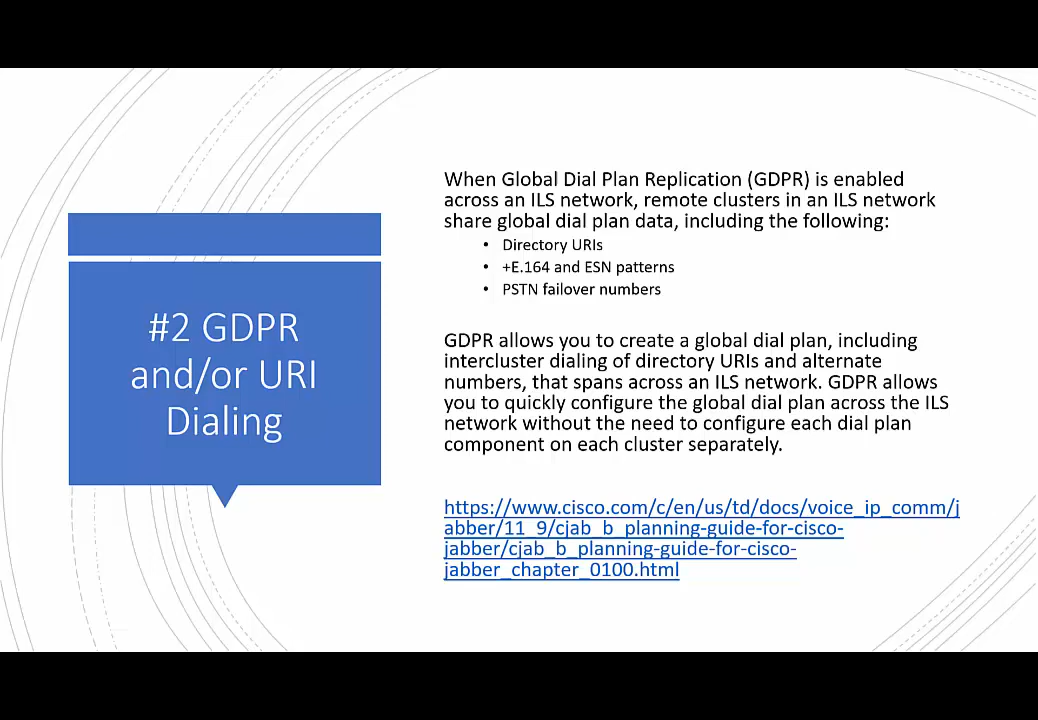 #2 GDPR
and/or URI
Dialing
When Global Dial Plan Replication (GDPR) is enabled
across an ILS network, remote clusters in an ILS network
share global dial plan data, including the following:
• Directory URIs
• +E.164 and ESN patterns
• PSTN failover numbers
GDPR allows you to create a global dial plan, including
intercluster dialing of directory URIs and alternate
numbers, that spans across an ILS network. GDPR allows
you to quickly configure the global dial plan across the ILS
network without the need to configure each dial plan
component on each cluster separately.
https://www.cisco.com/c/en/us/td/docs/voice_ip_comm/j
abber/11_9/cjab_b_planning-guide-for-cisco-
jabber/cjab_b_planning-guide-for-cisco-
jabber_chapter_0100.html